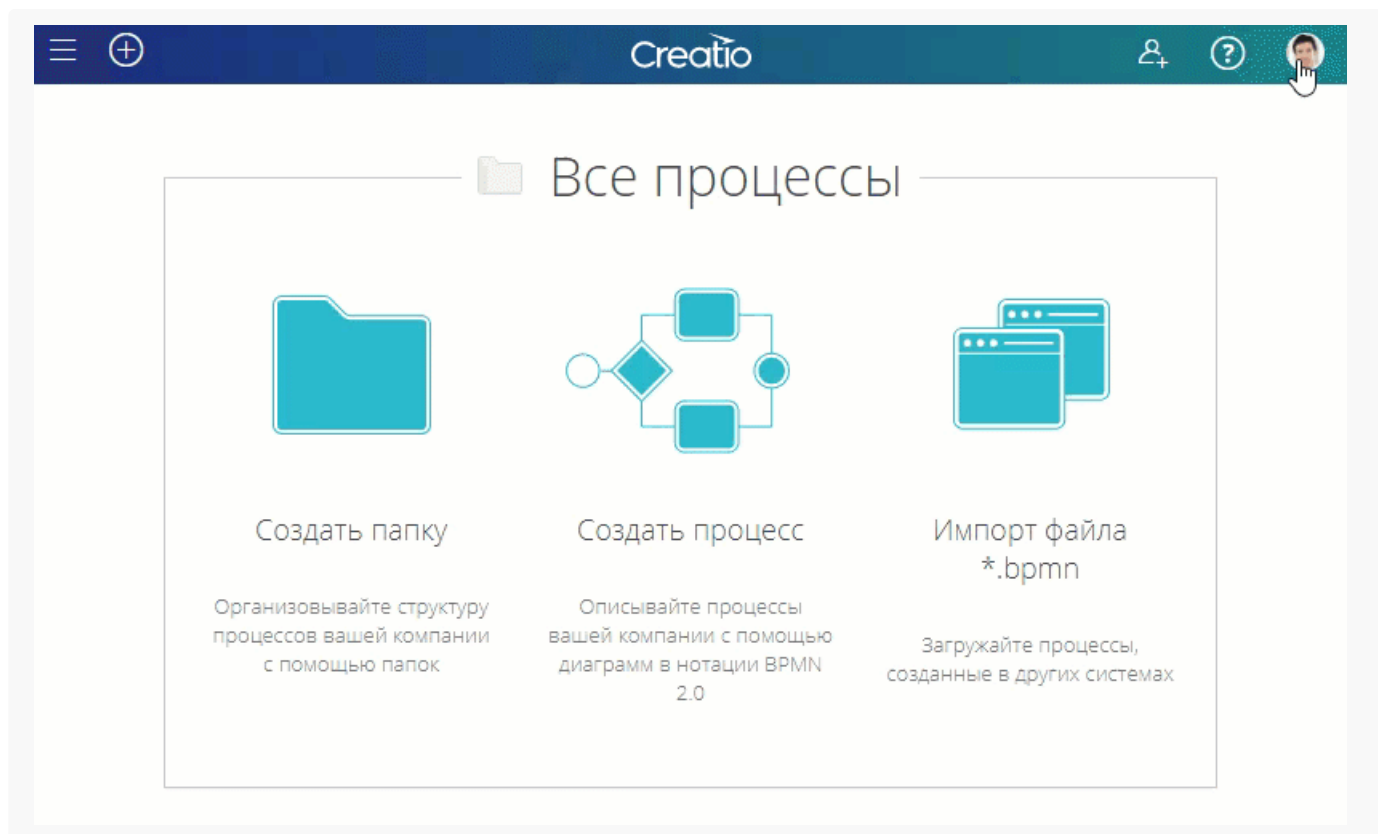 Creatio
Все процессы
Создать папку
Организовывайте структуру
процессов вашей компании
с помощью папок
Создать процесс
Описывайте процессы
вашей компании с помощью
диаграмм в нотации BPMN
2.0
Импорт файла
*.bpmn
Загружайте процессы,
созданные в других системах